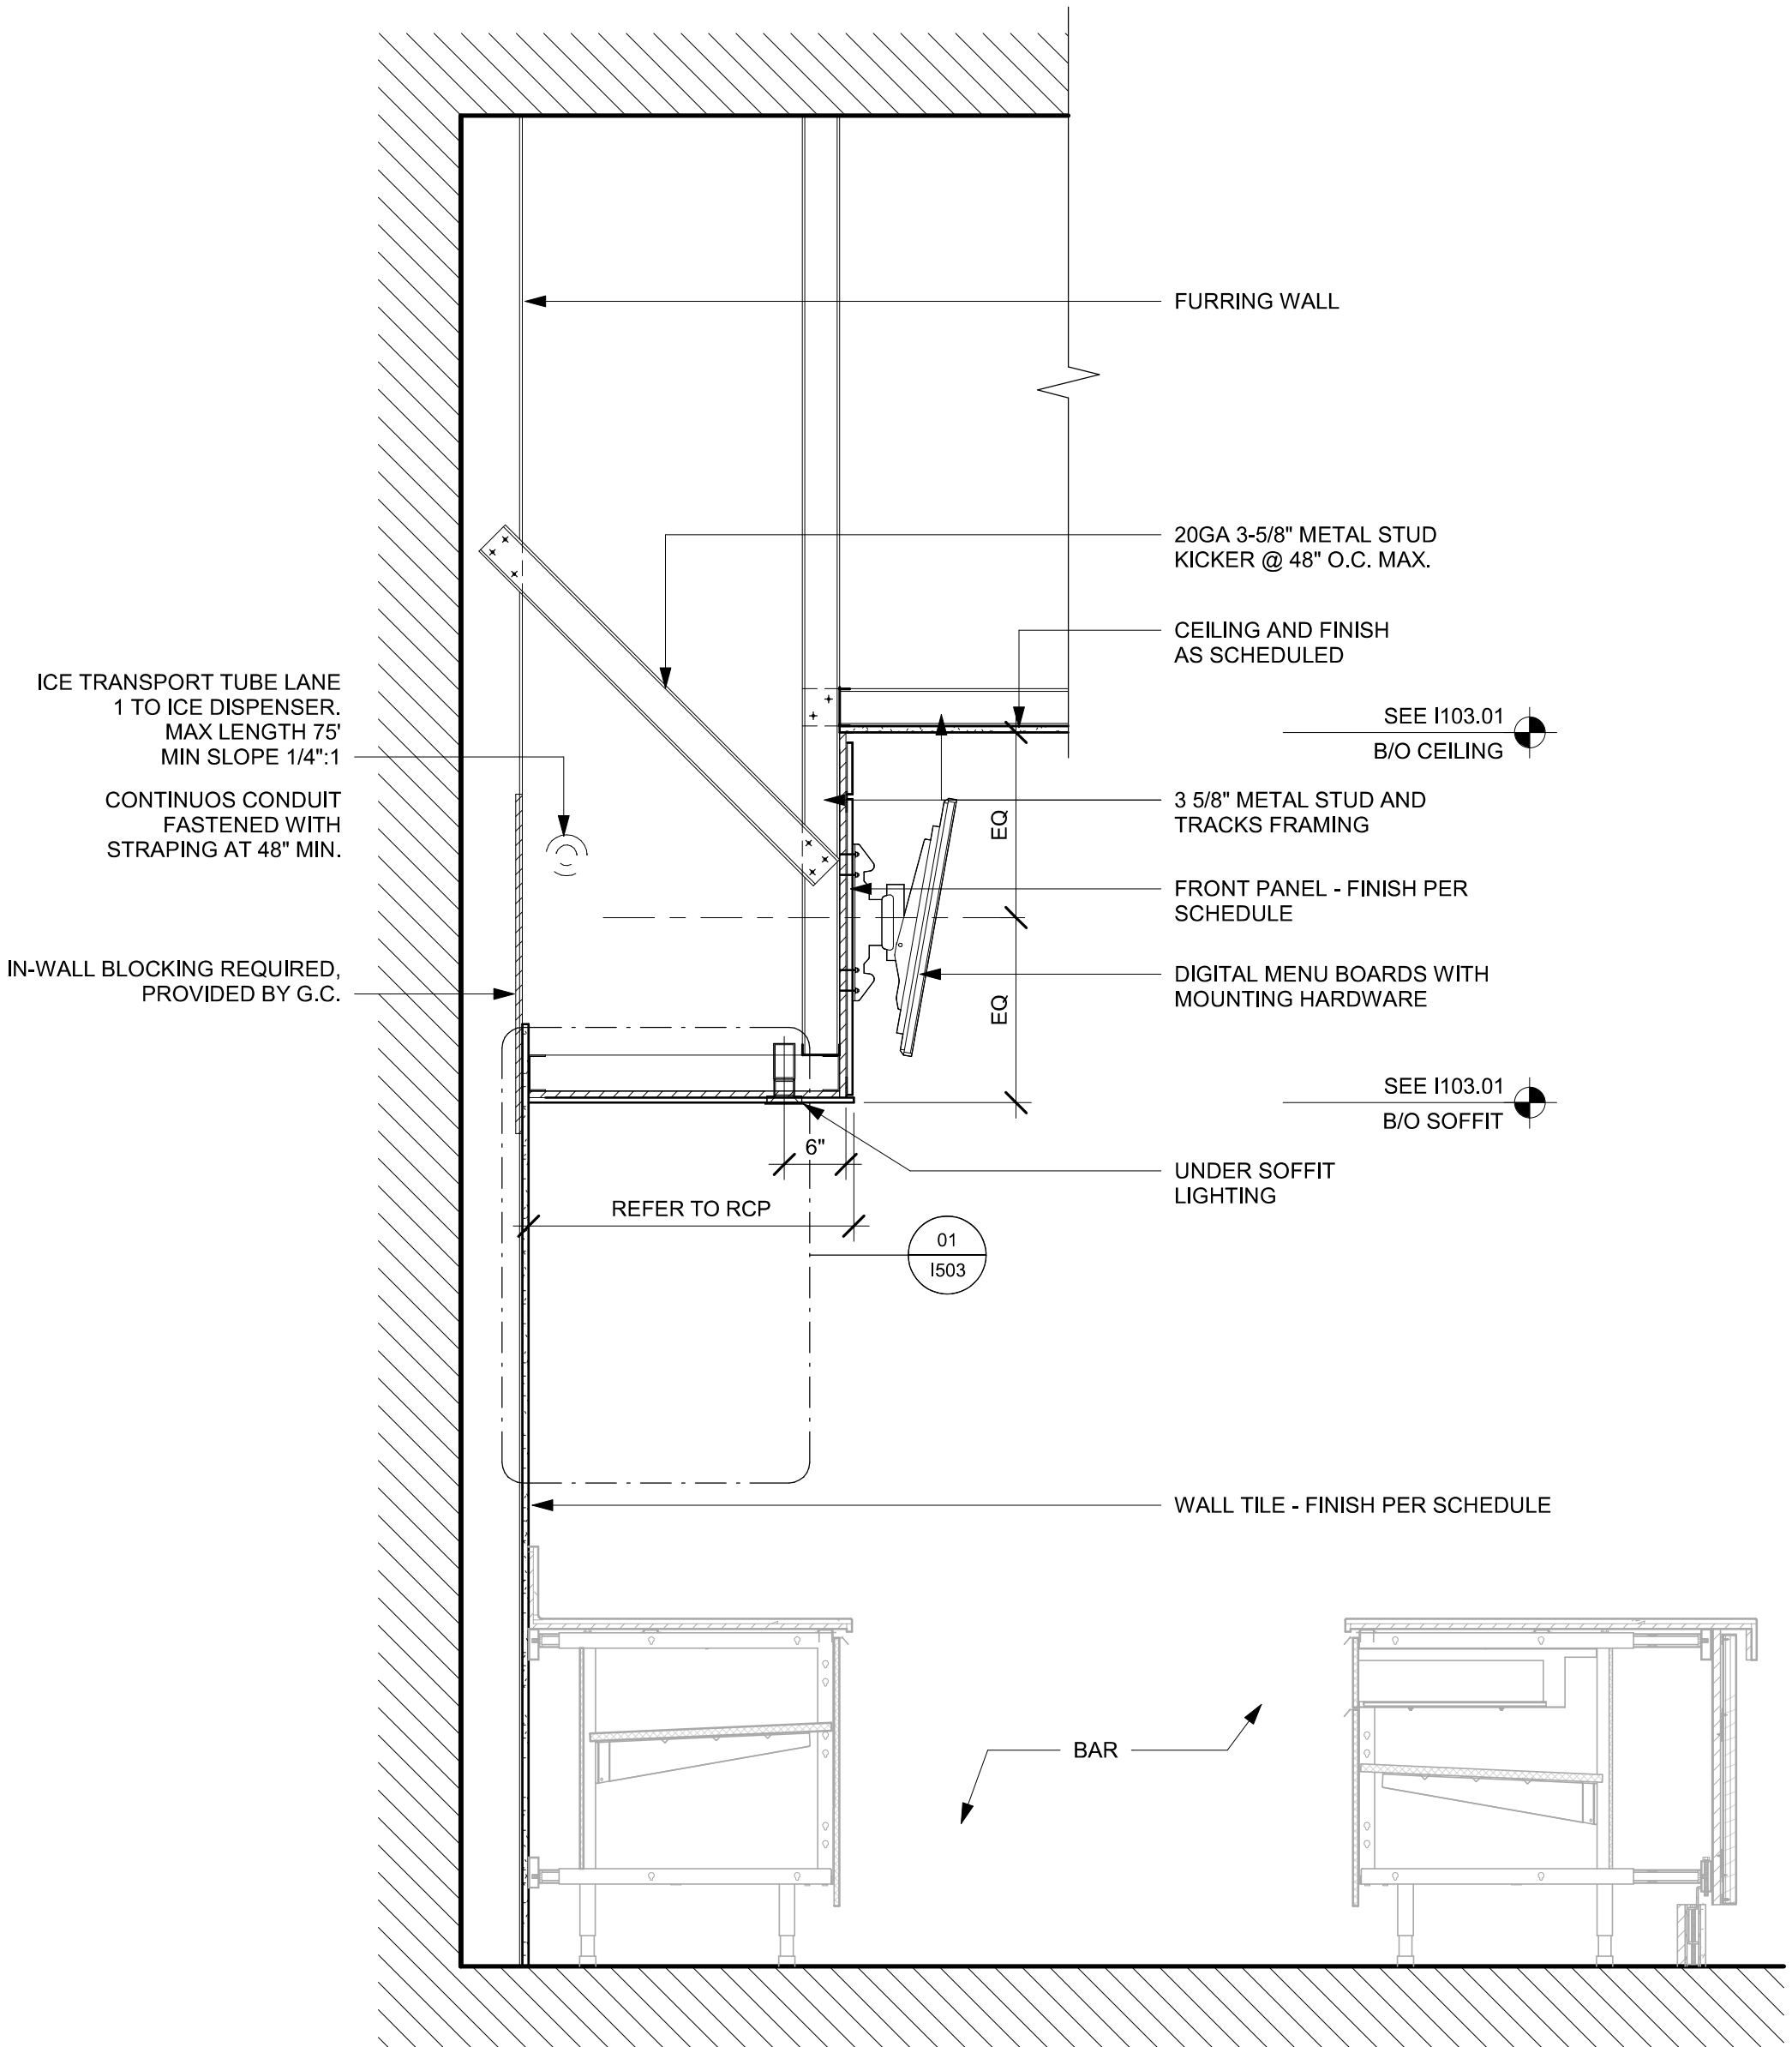 FURRING WALL
20GA 3-5/8" METAL STUD
KICKER @ 48" O.C. MAX.
CEILING AND FINISH
AS SCHEDULED
ICE TRANSPORT TUBE LANE
1 TO ICE DISPENSER.
MAX LENGTH 75'
MIN SLOPE 1/4":1
CONTINUOS CONDUIT
FASTENED WITH
STRAPING AT 48" MIN.
SEE I103.01
B/O CEILING
3 5/8" METAL STUD AND
TRACKS FRAMING
EQ
FRONT PANEL - FINISH PER
SCHEDULE
IN-WALL BLOCKING REQUIRED,
PROVIDED BY G.C.
DIGITAL MENU BOARDS WITH
MOUNTING HARDWARE
EQ
SEE I103.01
B/O SOFFIT
6"
UNDER SOFFIT
LIGHTING
REFER TO RCP
01
I503
WALL TILE - FINISH PER SCHEDULE
BAR